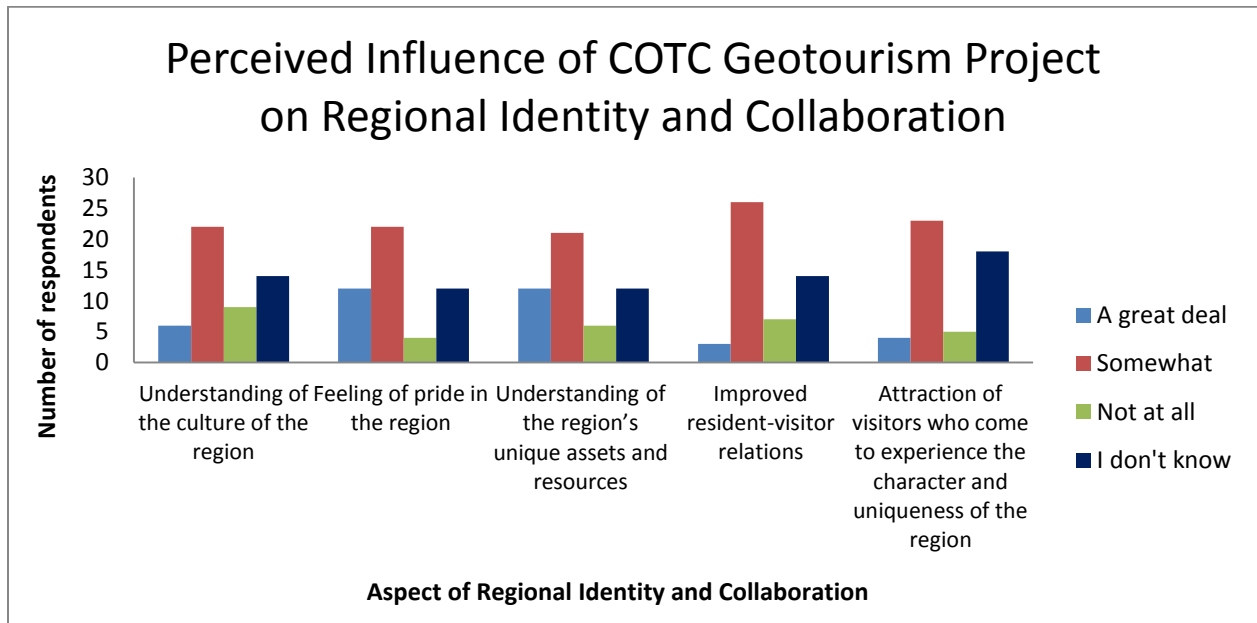 Perceived Influence of COTC Geotourism Project
on Regional Identity and Collaboration
Number of respondents
30
25
20
15
10
5
0
Understanding of
the culture of the
region
Feeling of pride in
the region
Understanding of
the region’s
unique assets and
resources
Improved
resident-visitor
relations
Attraction of
visitors who come
to experience the
character and
uniqueness of the
region
A great deal
Somewhat
Not at all
I don't know
Aspect of Regional Identity and Collaboration